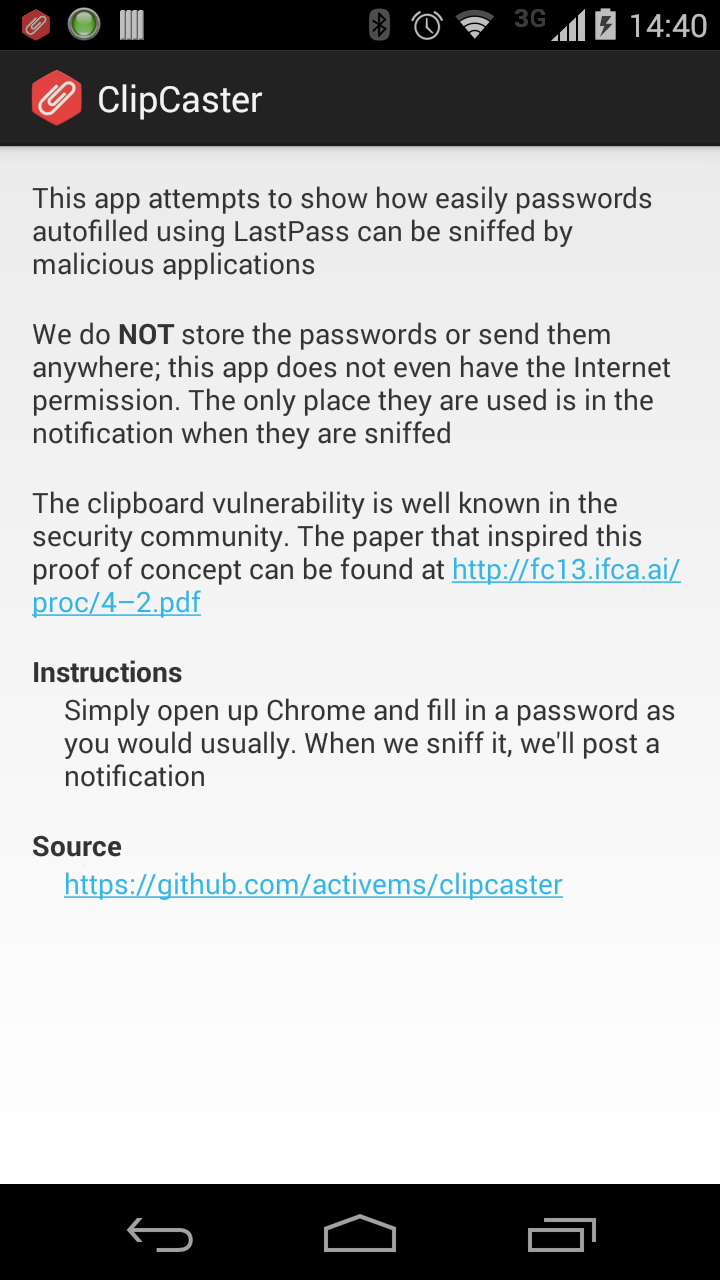 3G 14:40
ClipCaster
This app attempts to show how easily passwords
autofilled using LastPass can be sniffed by
malicious applications
We do NOT store the passwords or send them
anywhere; this app does not even have the Internet
permission. The only place they are used is in the
notification when they are sniffed
The clipboard vulnerability is well known in the
security community. The paper that inspired this
proof of concept can be found at http://fc13.ifca.ai/
proc/4–2.pdf
Instructions
Simply open up Chrome and fill in a password as
you would usually. When we sniff it, we'll post a
notification
Source
https://github.com/activems/clipcaster